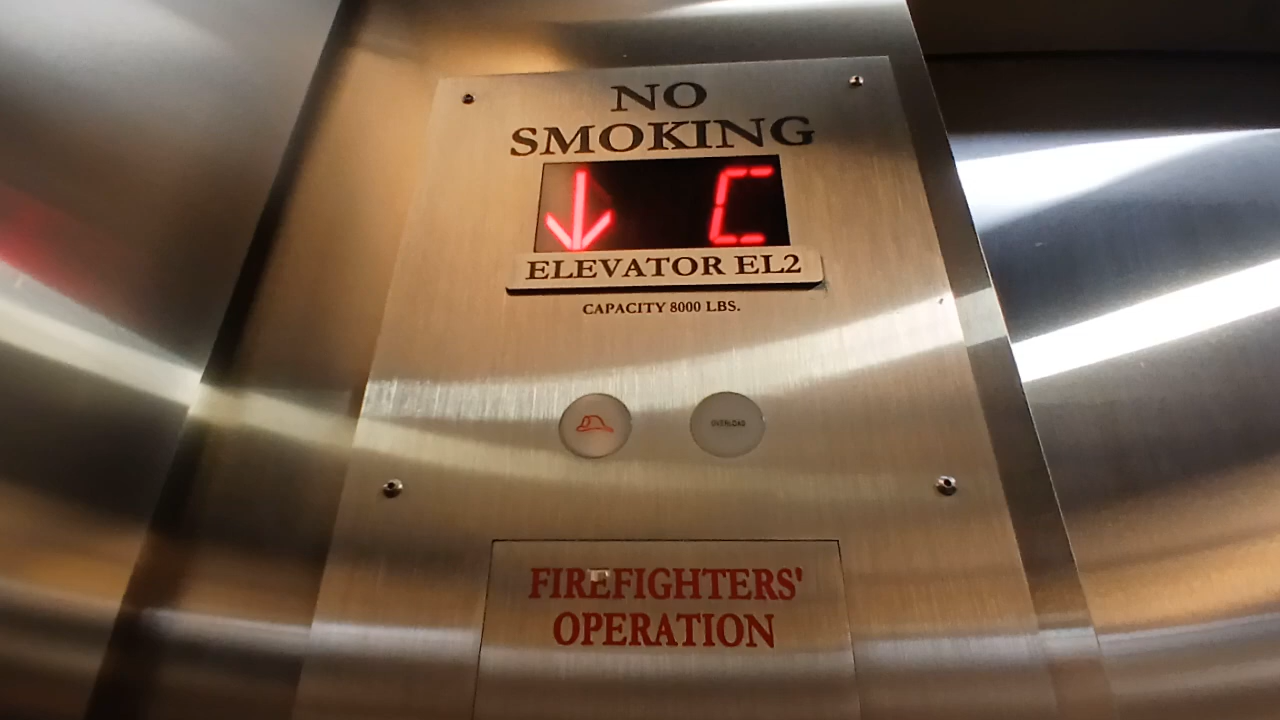 NO
SMOKING
↓ C
ELEVATOR EL2
CAPACITY 8000 LBS.
OVERLOAD
FIREFIGHTERS'
OPERATION